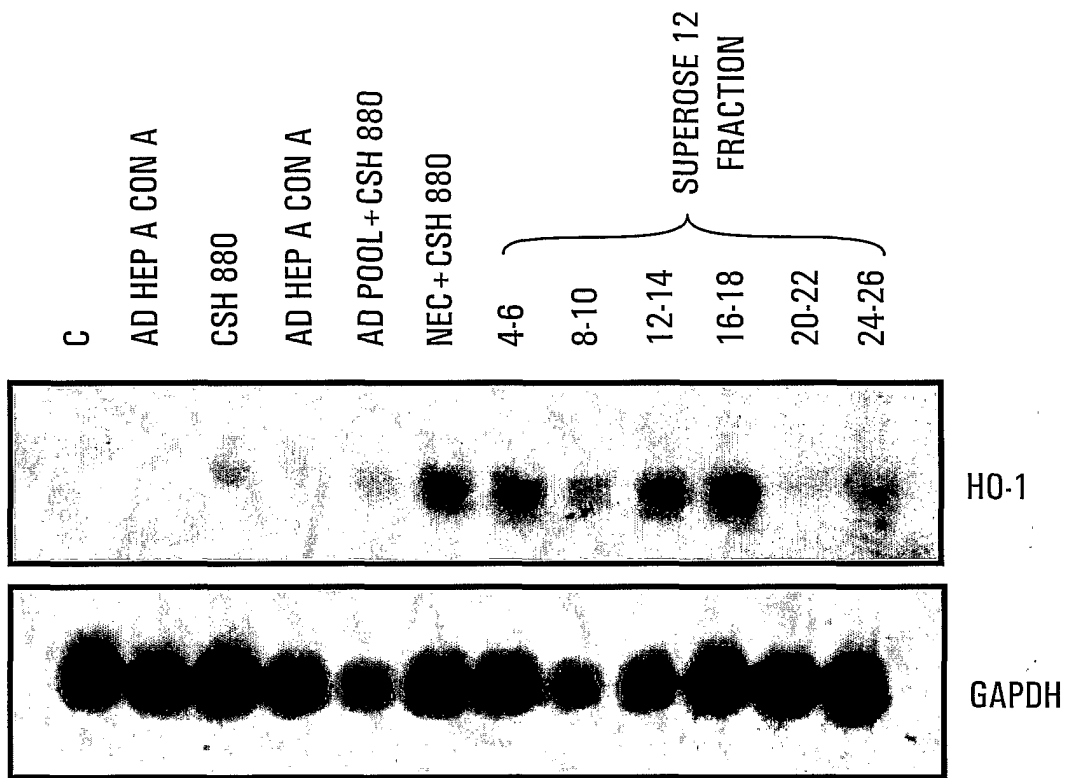 SUPEROSE 12
FRACTION
C
AD HEP A CON A
CSH 880
AD HEP A CON A
AD POOL+CSH 880
NEC+CSH 880
4-6
8-10
12-14
16-18
20-22
24-26
HO-1
GAPDH